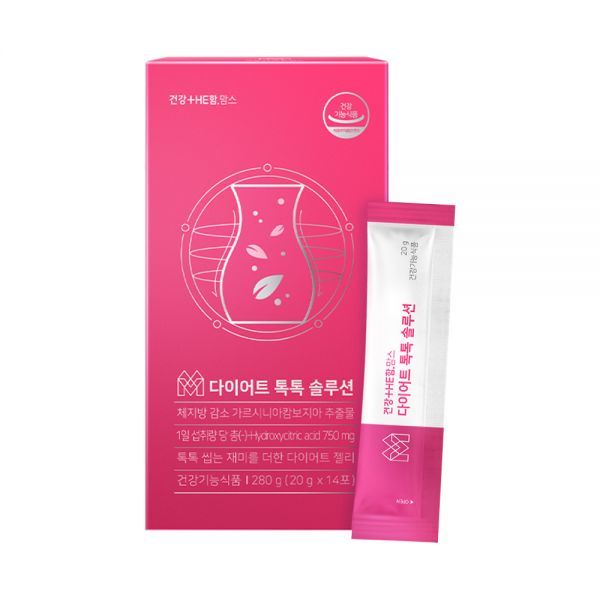 건강+HE함.맘스
건강
기능식품
다이어트 톡톡 솔루션
체지방 감소 가르시니아캄보지아 추출물
1일 섭취량 당 총(-)-Hydroxycitric acid 750 mg
톡톡 씹는 재미를 더한 다이어트 젤리
건강기능식품 | 280 g (20 g x 14포)
건강+HE함.맘스
다이어트 톡톡 솔루션
건강기능식품
20 g
OPEN